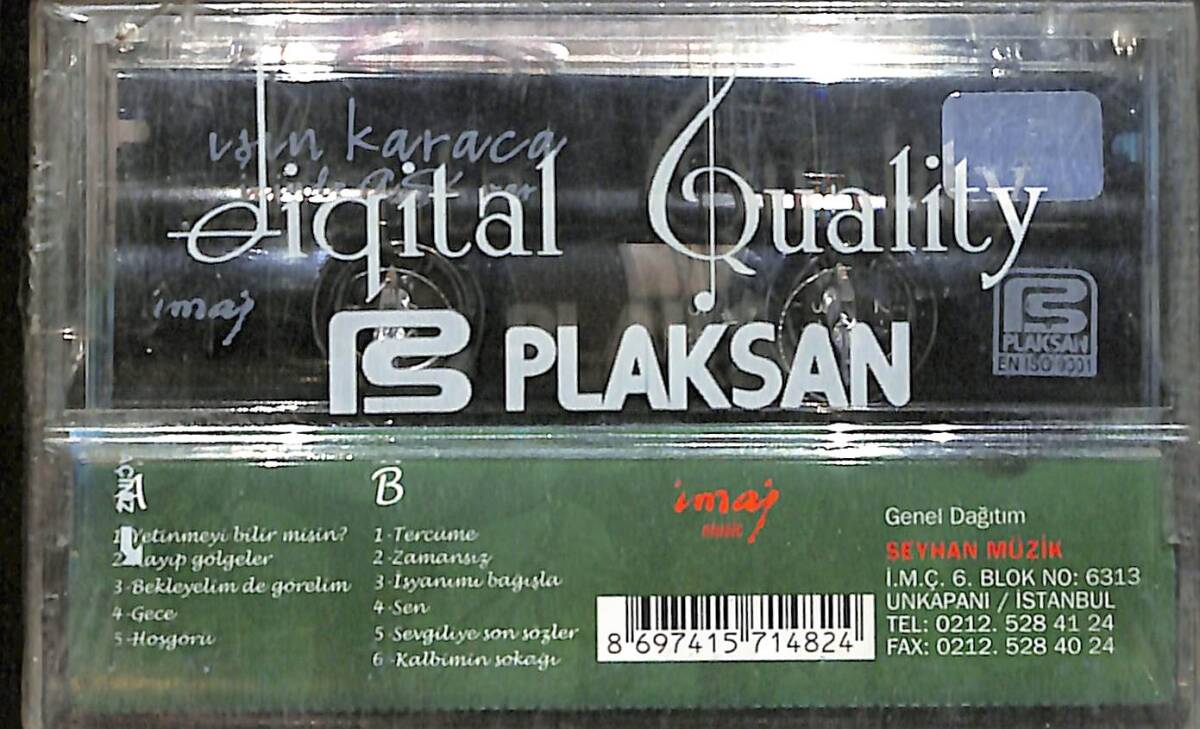 ışın karaca
digital Quality
imaj
PLAKSAN
PLAKSAN
EN ISO 9001
A
1-Yetinmeyi bilir misin?
2-Kayıp gölgeler
3-Bekleyelim de görelim
4-Gece
5-Hoşgörü
B
1-Tercüme
2-Zamansız
3-İsyanımı bağışla
4-Sen
5 Sevgiliye son sözler
6-Kalbimin sokağı
imaj
music
8 697415 714824
Genel Dağıtım
SEYHAN MÜZİK
İ.M.Ç. 6. BLOK NO: 6313
UNKAPANI / İSTANBUL
TEL: 0212. 528 41 24
FAX: 0212. 528 40 24